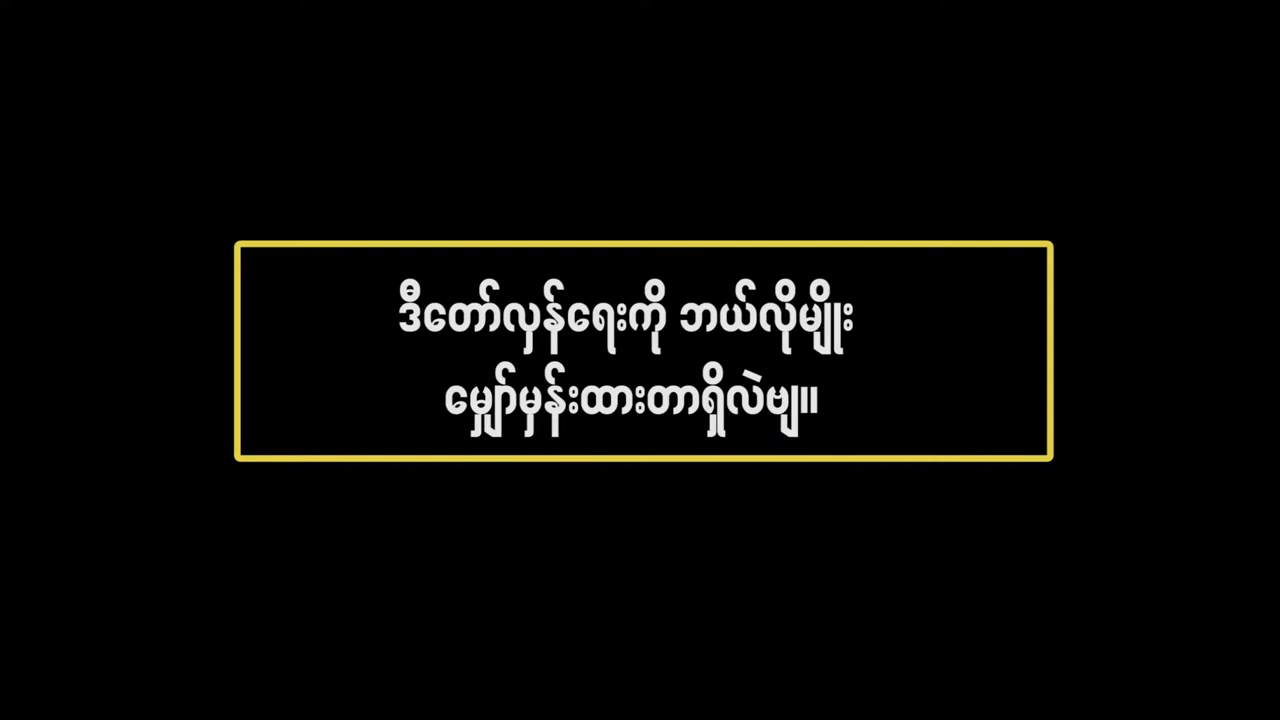 ဒီတော်လှန်ရေးကို ဘယ်လိုမျိုး
မျှော်မှန်းထားတာရှိလဲဗျ။